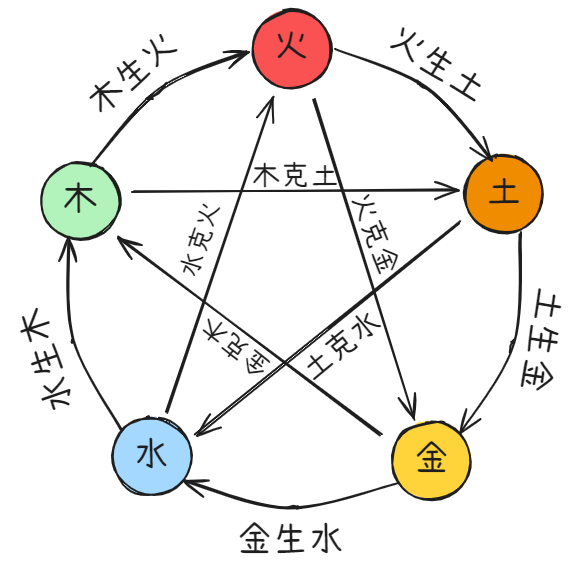 火
木生火
火生土
木
木克土
土
水克火
火克金
金克木
土克水
水生木
土生金
水
金
金生水